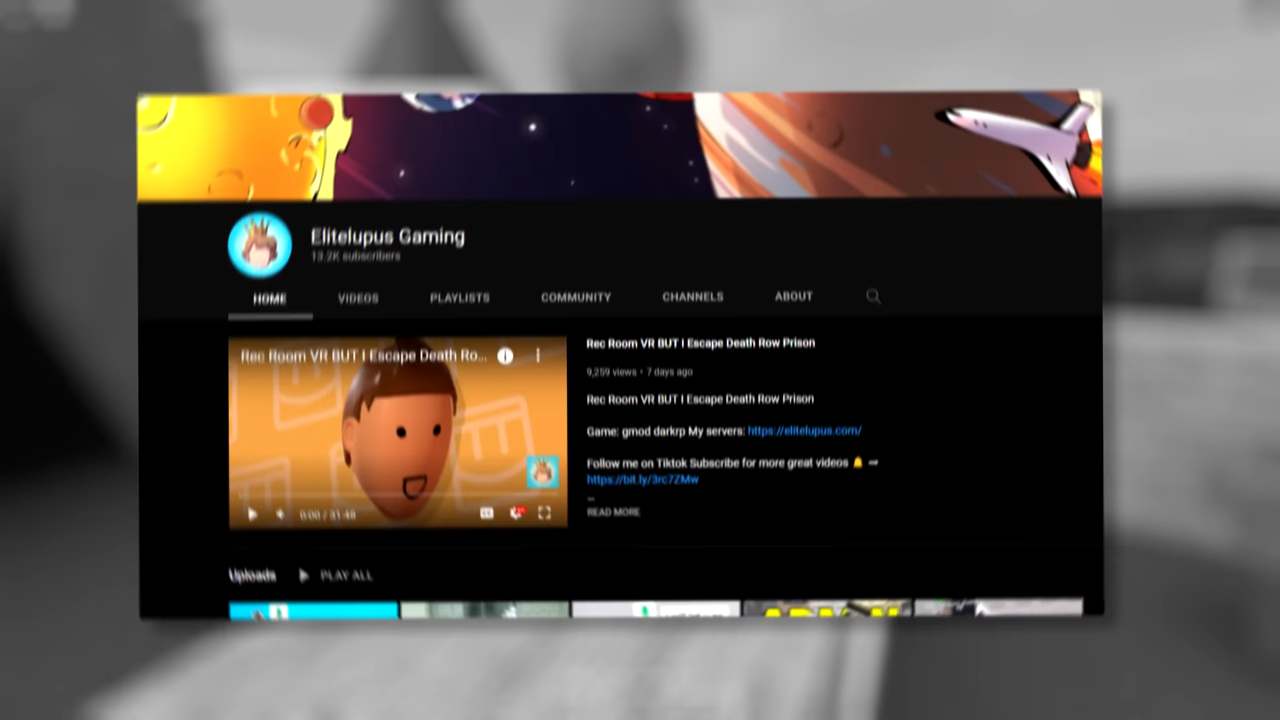 Elitelupus Gaming
13.2K subscribers
HOME VIDEOS PLAYLISTS COMMUNITY CHANNELS ABOUT
Rec Room VR BUT I Escape Death Ro...
Rec Room VR BUT I Escape Death Row Prison
9,259 views • 7 days ago
Rec Room VR BUT I Escape Death Row Prison
Game: gmod darkrp My servers: https://elitelupus.com/
Follow me on Tiktok Subscribe for more great videos 🔔 ➡
https://bit.ly/3rc7ZMw
...
READ MORE
0:00 / 31:48
Uploads PLAY ALL